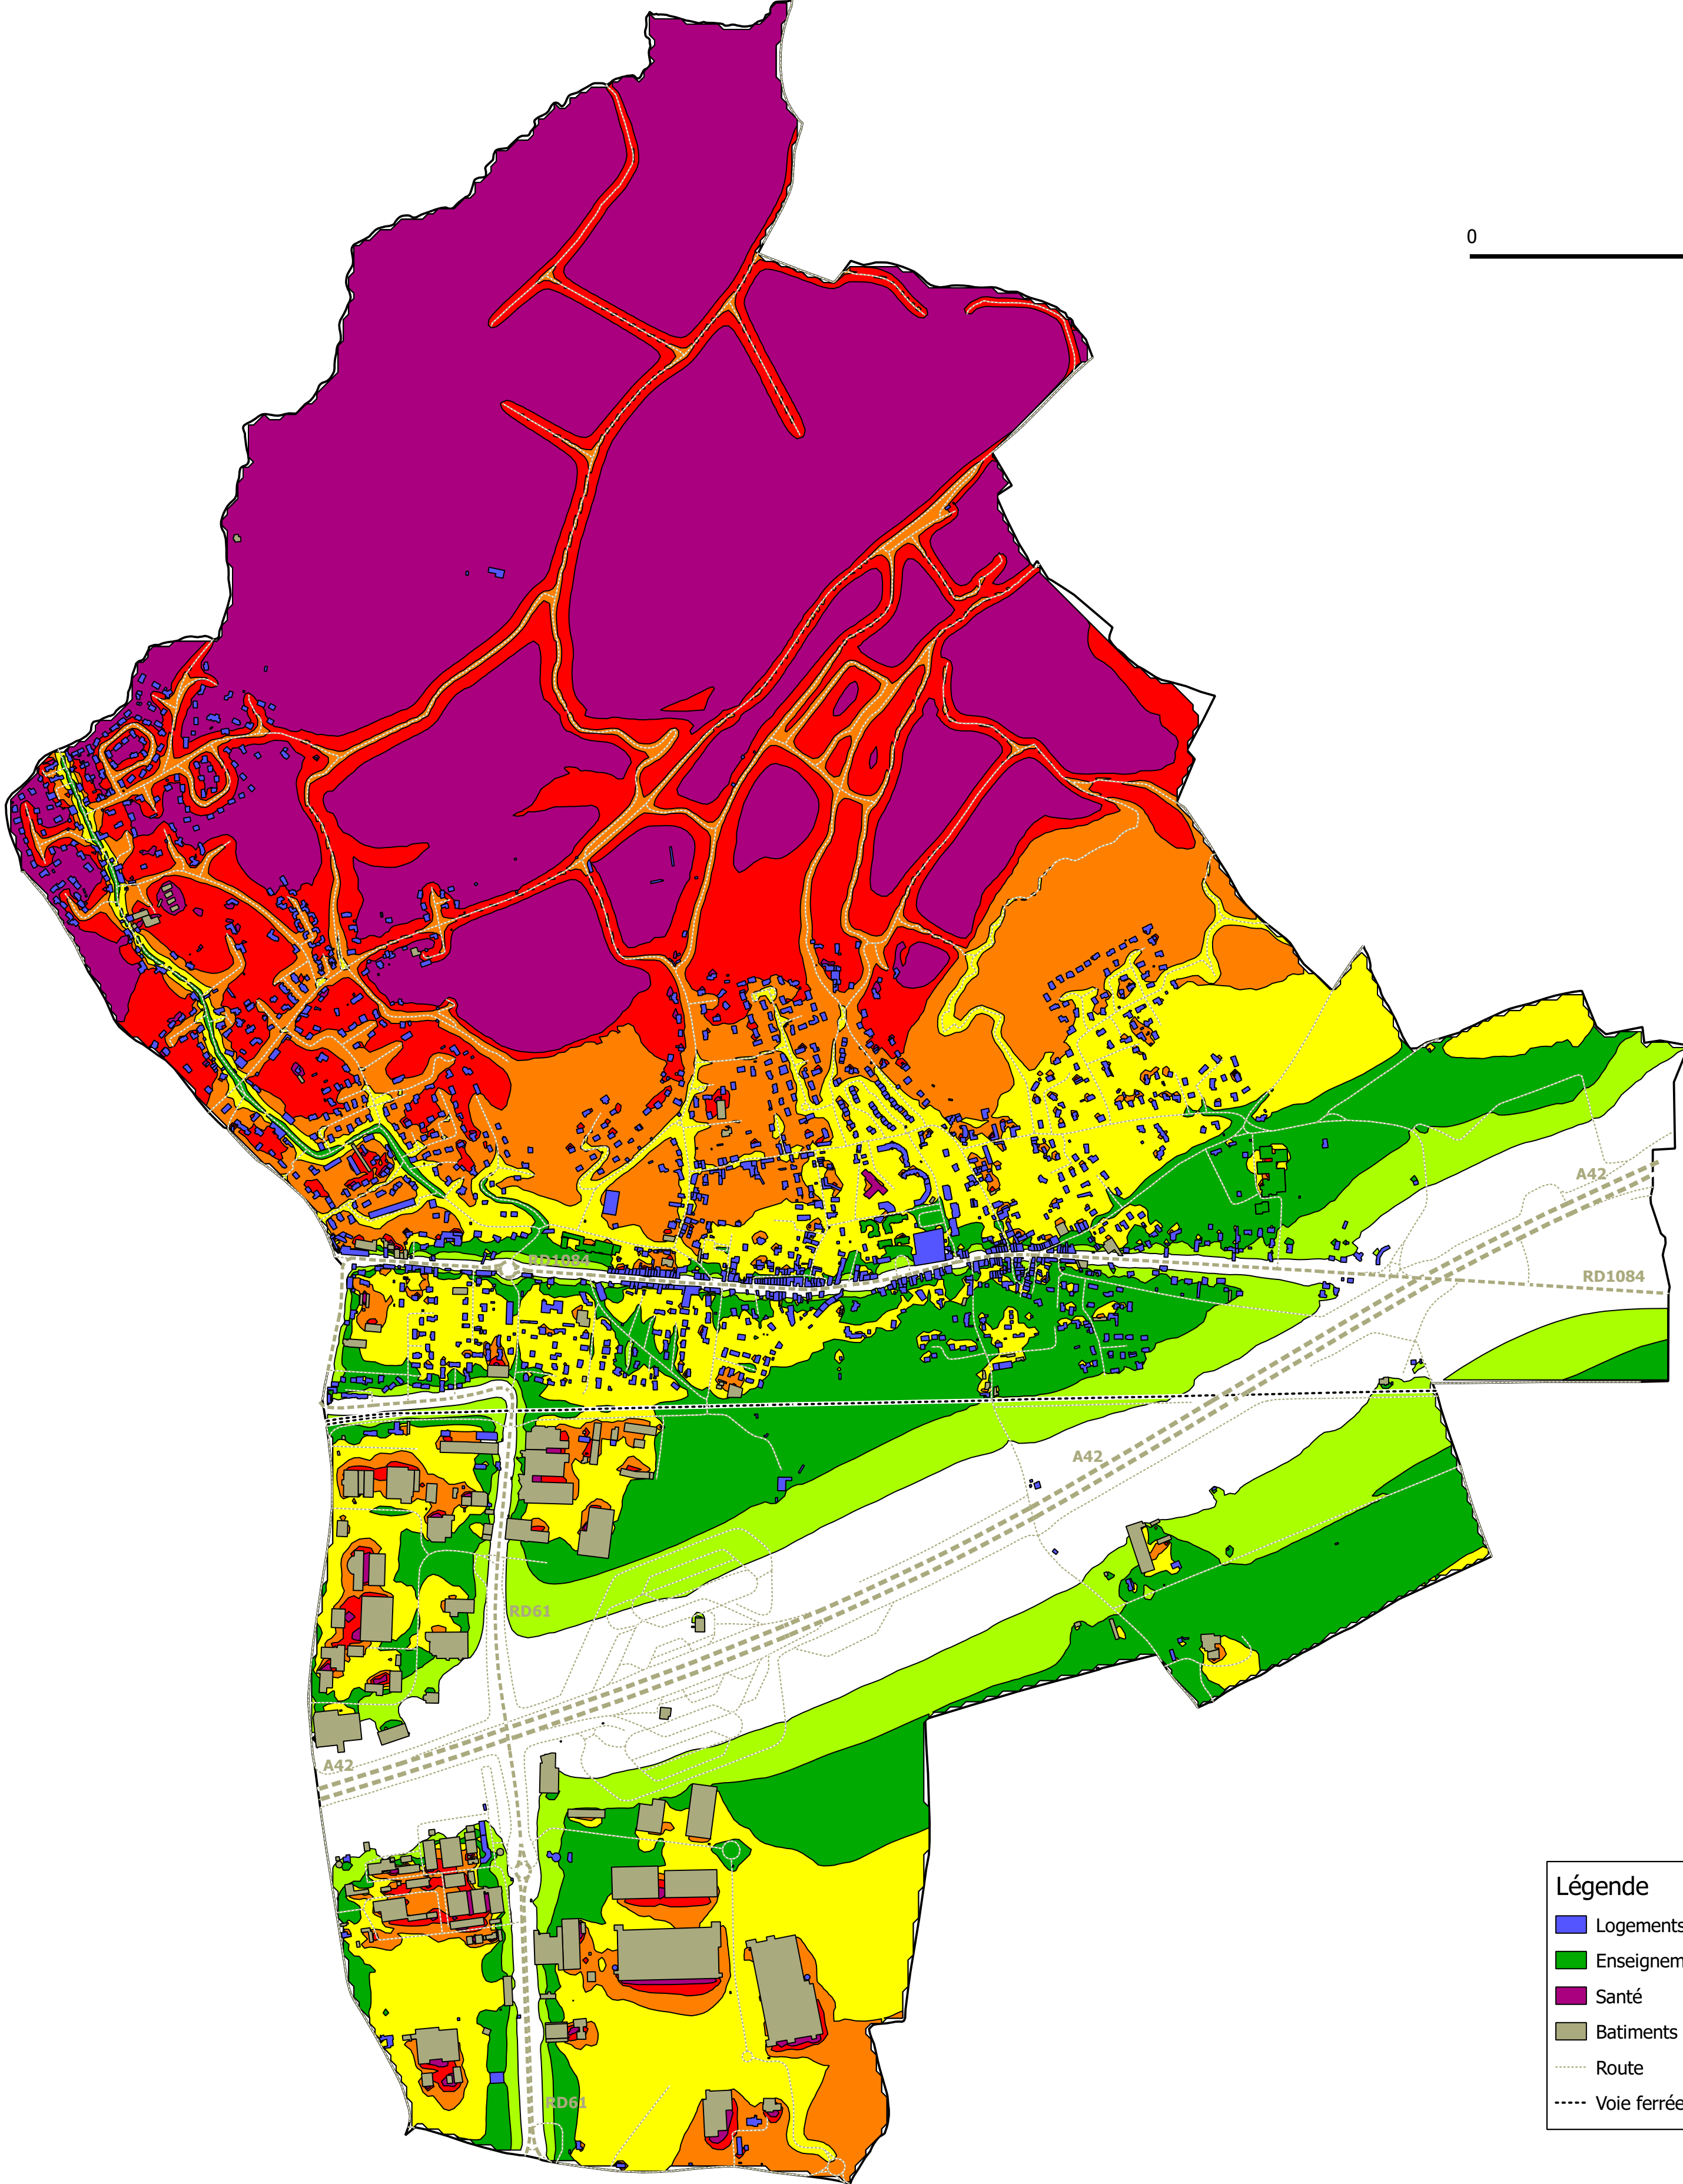 0
A42
RD1084
RD1084
A42
RD61
A42
RD61
Légende
Logements
Enseignem
Santé
Batiments
Route
Voie ferrée